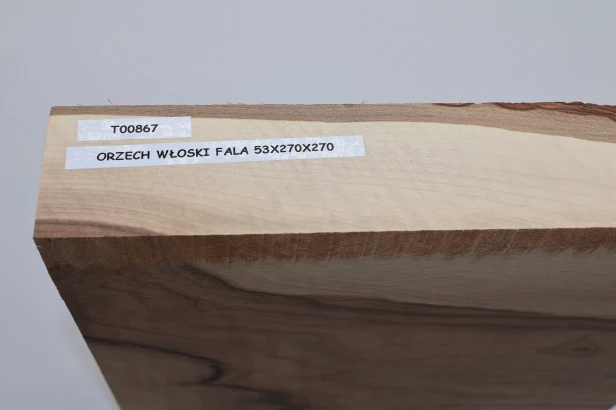 T00867
ORZECH WŁOSKI FALA 53X270X270